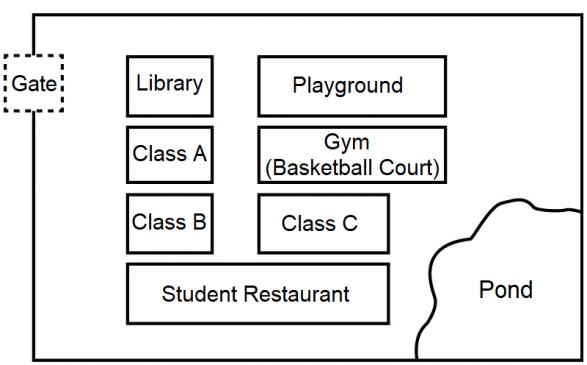 Gate
Library
Playground
Class A
Gym
(Basketball Court)
Class B
Class C
Student Restaurant
Pond